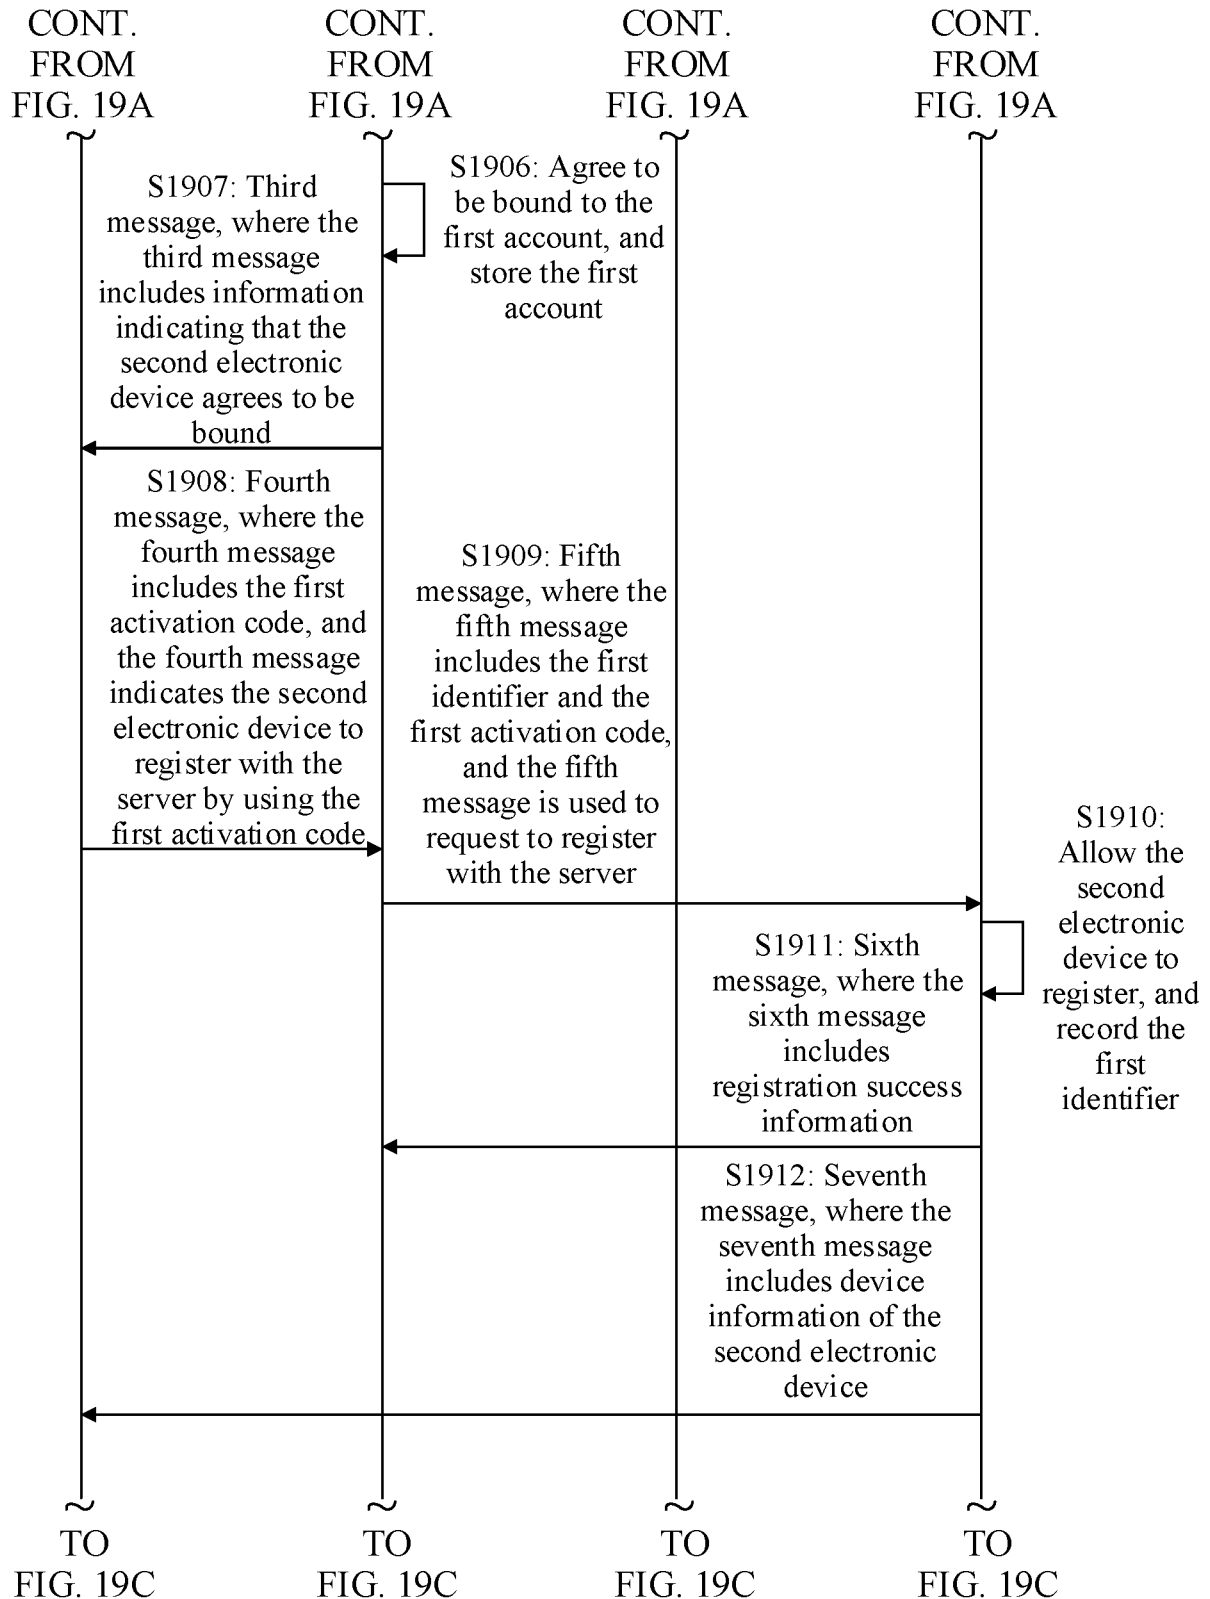 CONT.
FROM
FIG. 19A
CONT.
FROM
FIG. 19A
CONT.
FROM
FIG. 19A
CONT.
FROM
FIG. 19A
S1906: Agree to
be bound to the
first account, and
store the first
account
S1907: Third
message, where the
third message
includes information
indicating that the
second electronic
device agrees to be
bound
S1908: Fourth
message, where the
fourth message
includes the first
activation code, and
the fourth message
indicates the second
electronic device to
register with the
server by using the
first activation code
S1909: Fifth
message, where the
fifth message
includes the first
identifier and the
first activation code,
and the fifth
message is used to
request to register
with the server
S1910:
Allow the
second
electronic
device to
register, and
record the
first
identifier
S1911: Sixth
message, where the
sixth message
includes
registration success
information
S1912: Seventh
message, where the
seventh message
includes device
information of the
second electronic
device
TO
FIG. 19C
TO
FIG. 19C
TO
FIG. 19C
TO
FIG. 19C